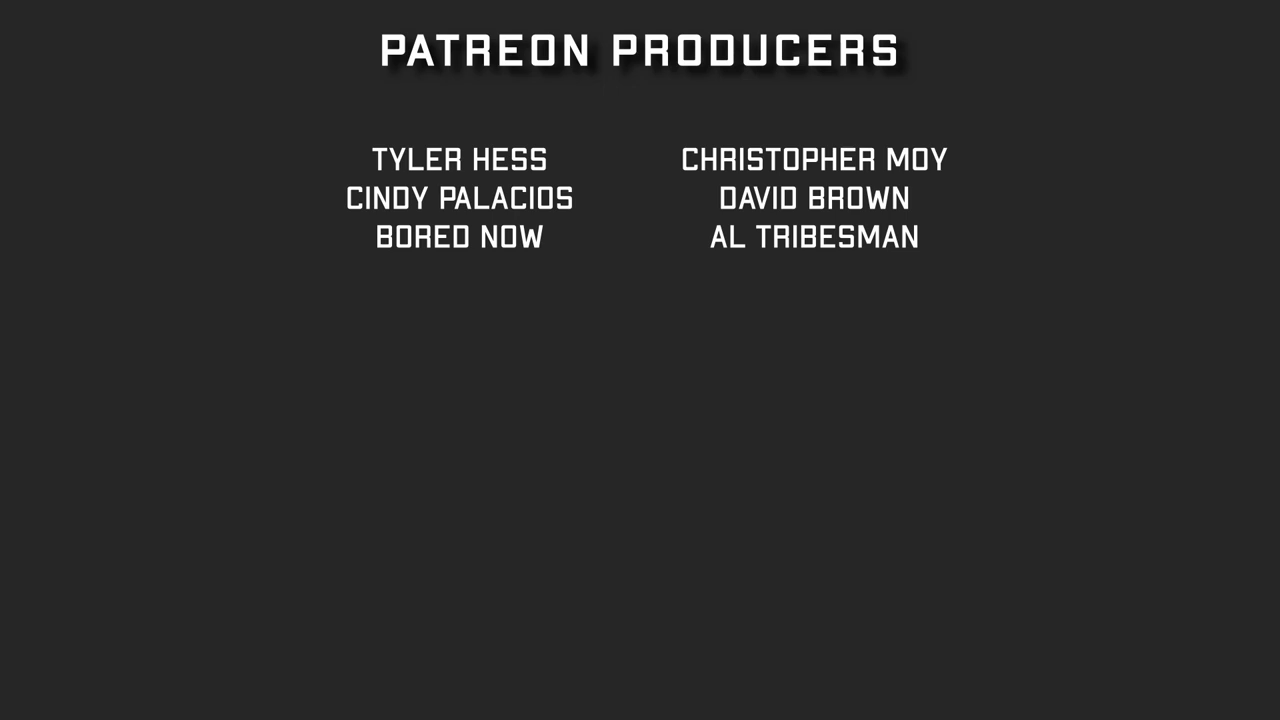 PATREON PRODUCERS
TYLER HESS
CINDY PALACIOS
BORED NOW
CHRISTOPHER MOY
DAVID BROWN
AL TRIBESMAN